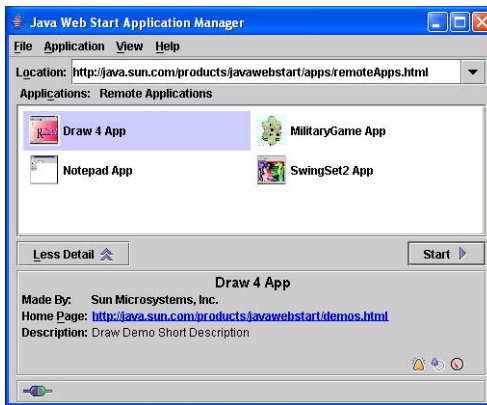 Java Web Start Application Manager
File Application View Help
Location: http://java.sun.com/products/javawebstart/apps/remoteApps.html
Applications: Remote Applications
Draw 4 App
MilitaryGame App
Notepad App
SwingSet2 App
Less Detail
Start
Draw 4 App
Made By: Sun Microsystems, Inc.
Home Page: http://java.sun.com/products/javawebstart/demos.html
Description: Draw Demo Short Description